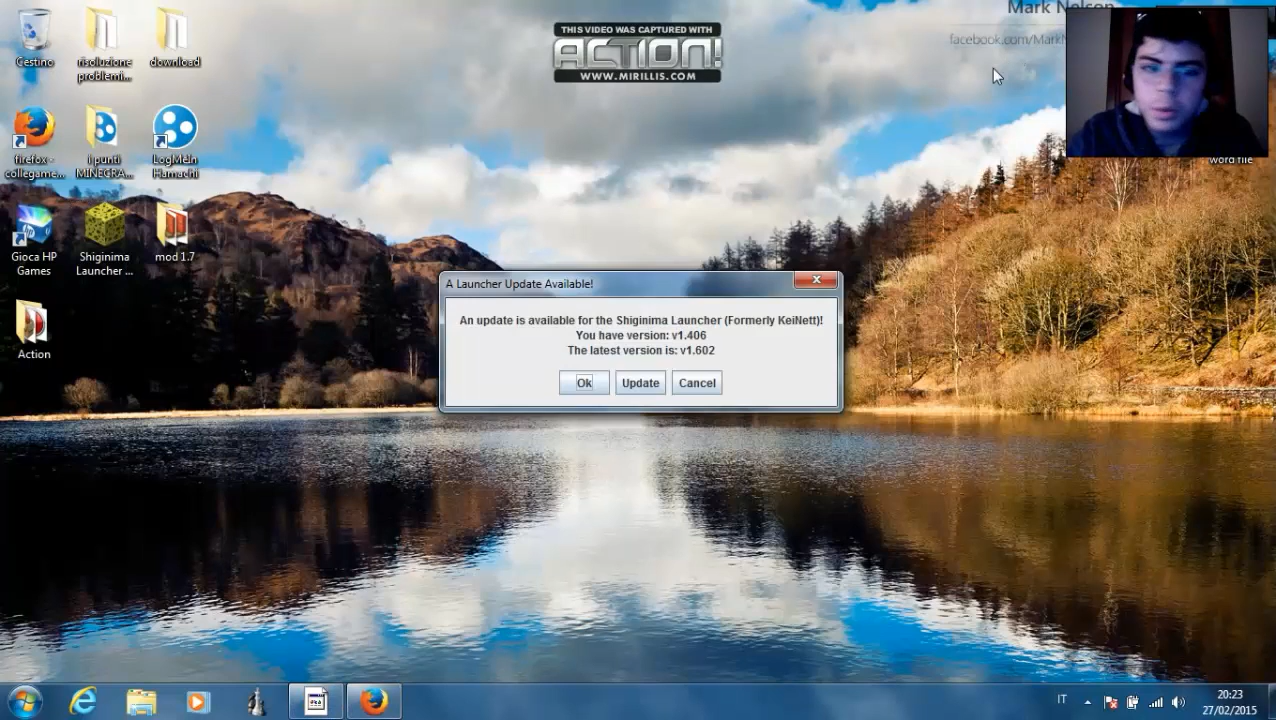 Mark Nelson
facebook.com/MarkN
THIS VIDEO WAS CAPTURED WITH
ACTION!
WWW.MIRILLIS.COM
Cestino
risoluzione problemi...
download
firefox - collegame...
i punti MINEGRA...
LogMeIn Hamachi
word file
Gioca HP Games
Shiginima Launcher ...
mod 1.7
Action
A Launcher Update Available!
An update is available for the Shiginima Launcher (Formerly KeiNett)!
You have version: v1.406
The latest version is: v1.602
Ok
Update
Cancel
IT
20:23
27/02/2015